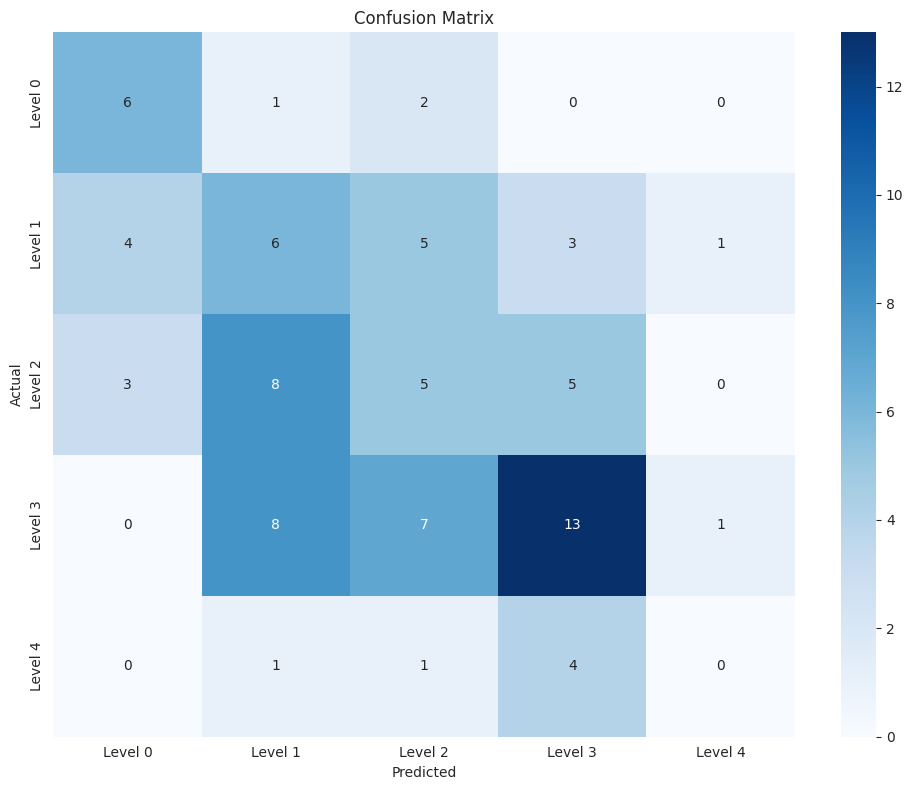 Confusion Matrix
Level 0 6 1 2 0 0
Level 1 4 6 5 3 1
Level 2 3 8 5 5 0
Level 3 0 8 7 13 1
Level 4 0 1 1 4 0
Level 0 Level 1 Level 2 Level 3 Level 4
Predicted
Actual
12
10
8
6
4
2
0